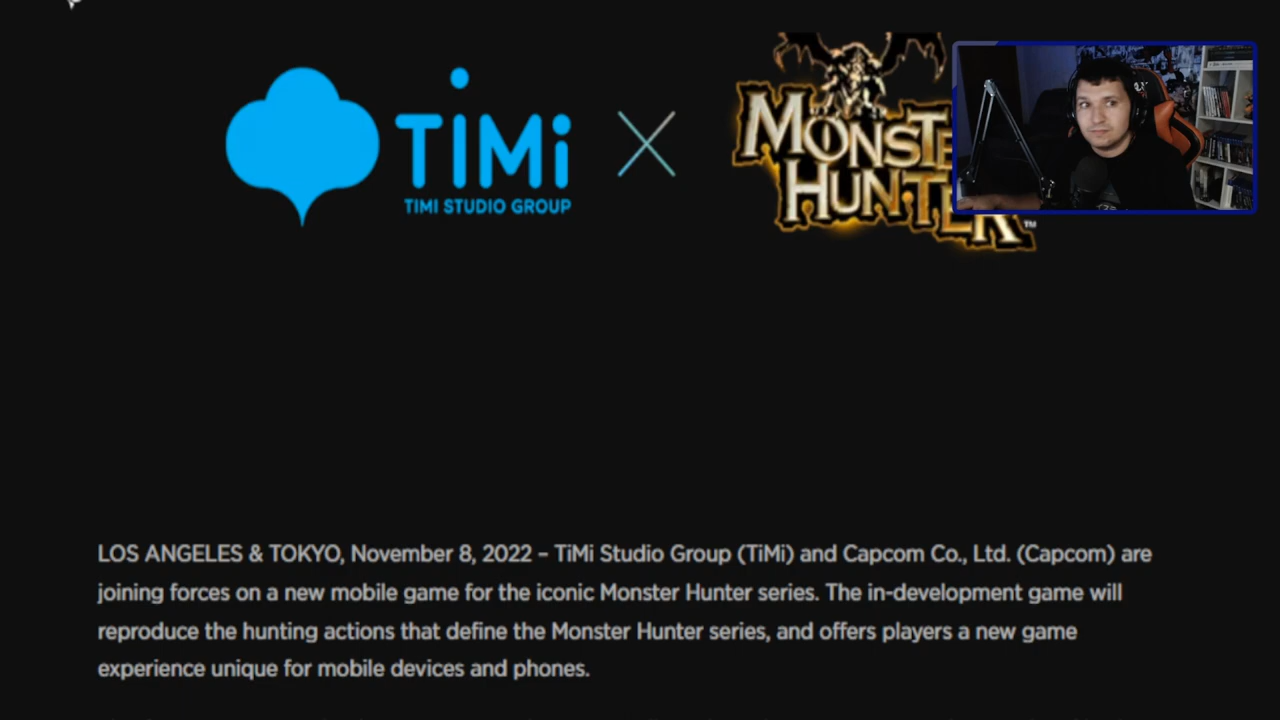 TiMi
TIMI STUDIO GROUP
MONSTER
HUNTER™
LOS ANGELES & TOKYO, November 8, 2022 – TiMi Studio Group (TiMi) and Capcom Co., Ltd. (Capcom) are
joining forces on a new mobile game for the iconic Monster Hunter series. The in-development game will
reproduce the hunting actions that define the Monster Hunter series, and offers players a new game
experience unique for mobile devices and phones.